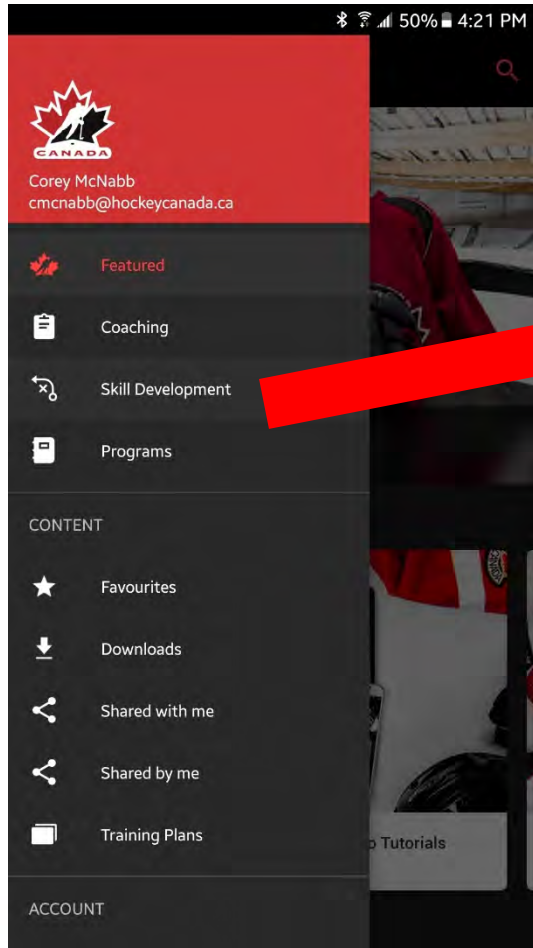 50% 4:21 PM
CANADA
Corey McNabb
cmcnabb@hockeycanada.ca
Featured
Coaching
Skill Development
Programs
CONTENT
Favourites
Downloads
Shared with me
Shared by me
Training Plans
Tutorials
ACCOUNT